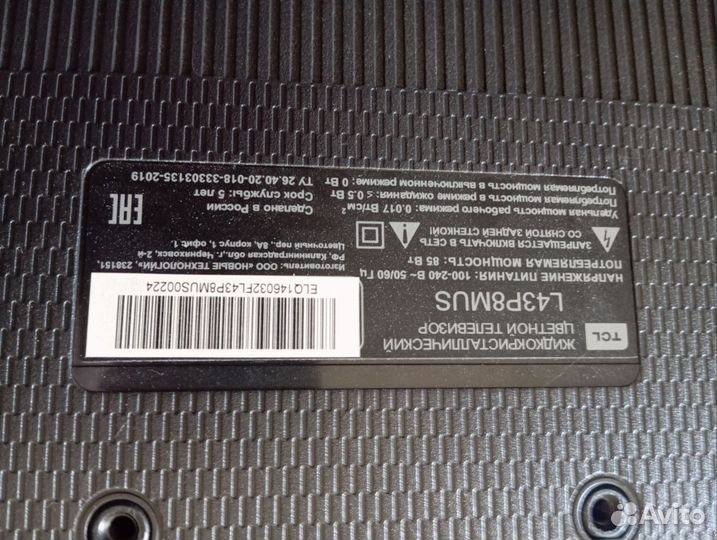 TCL
ЖИДКОКРИСТАЛЛИЧЕСКИЙ
ЦВЕТНОЙ ТЕЛЕВИЗОР
L43P8MUS
НАПРЯЖЕНИЕ ПИТАНИЯ: 100-240 В~ 50/60 Гц
ПОТРЕБЛЯЕМАЯ МОЩНОСТЬ: 85 Вт
ЗАПРЕЩАЕТСЯ ВКЛЮЧАТЬ В СЕТЬ
СО СНЯТОЙ ЗАДНЕЙ СТЕНКОЙ!
Удельная мощность рабочего режима: 0.017 Вт/см²
Потребляемая мощность в режиме ожидания: ≤0.5 Вт
Потребляемая мощность в выключенном режиме: 0 Вт
ELQ146032FL43P8MUS00224
Изготовитель: ООО «НОВЫЕ ТЕХНОЛОГИИ», 238151,
РФ, Калининградская обл., г. Черняховск, 2-й
Цветочный пер., 8А, корпус 1, офис 1.
Сделано в России
Срок службы: 5 лет
ТУ 26.40.20-018-33303135-2019
EAC
Avito